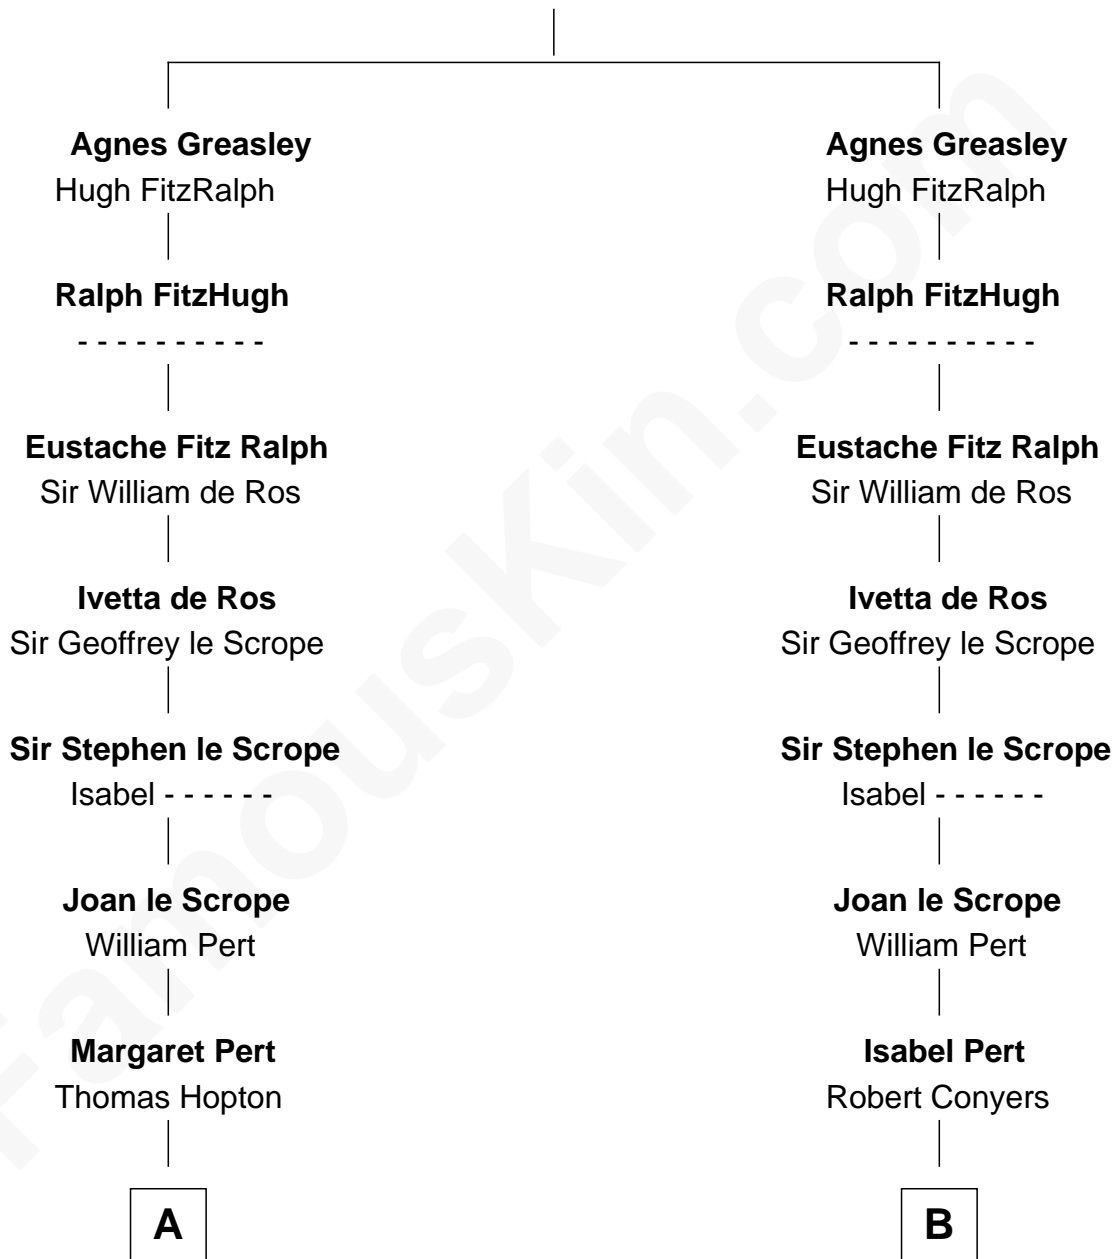 Agnes Greasley
Hugh FitzRalph
Ralph FitzHugh
- - - - - - - - - -
Eustache Fitz Ralph
Sir William de Ros
Ivetta de Ros
Sir Geoffrey le Scrope
Sir Stephen le Scrope
Isabel - - - - - -
Joan le Scrope
William Pert
Margaret Pert
Thomas Hopton
A
Agnes Greasley
Hugh FitzRalph
Ralph FitzHugh
- - - - - - - - - -
Eustache Fitz Ralph
Sir William de Ros
Ivetta de Ros
Sir Geoffrey le Scrope
Sir Stephen le Scrope
Isabel - - - - - -
Joan le Scrope
William Pert
Isabel Pert
Robert Conyers
B
FamousKin.com